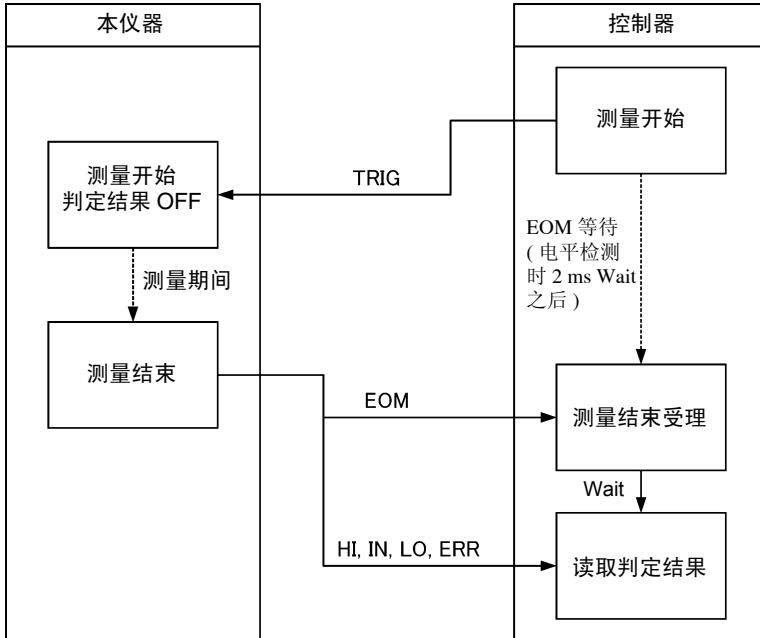 本仪器
控制器
测量开始
TRIG
测量开始
判定结果 OFF
EOM 等待
( 电平检测
时 2 ms Wait
之后 )
测量期间
测量结束
EOM
测量结束受理
Wait
HI, IN, LO, ERR
读取判定结果